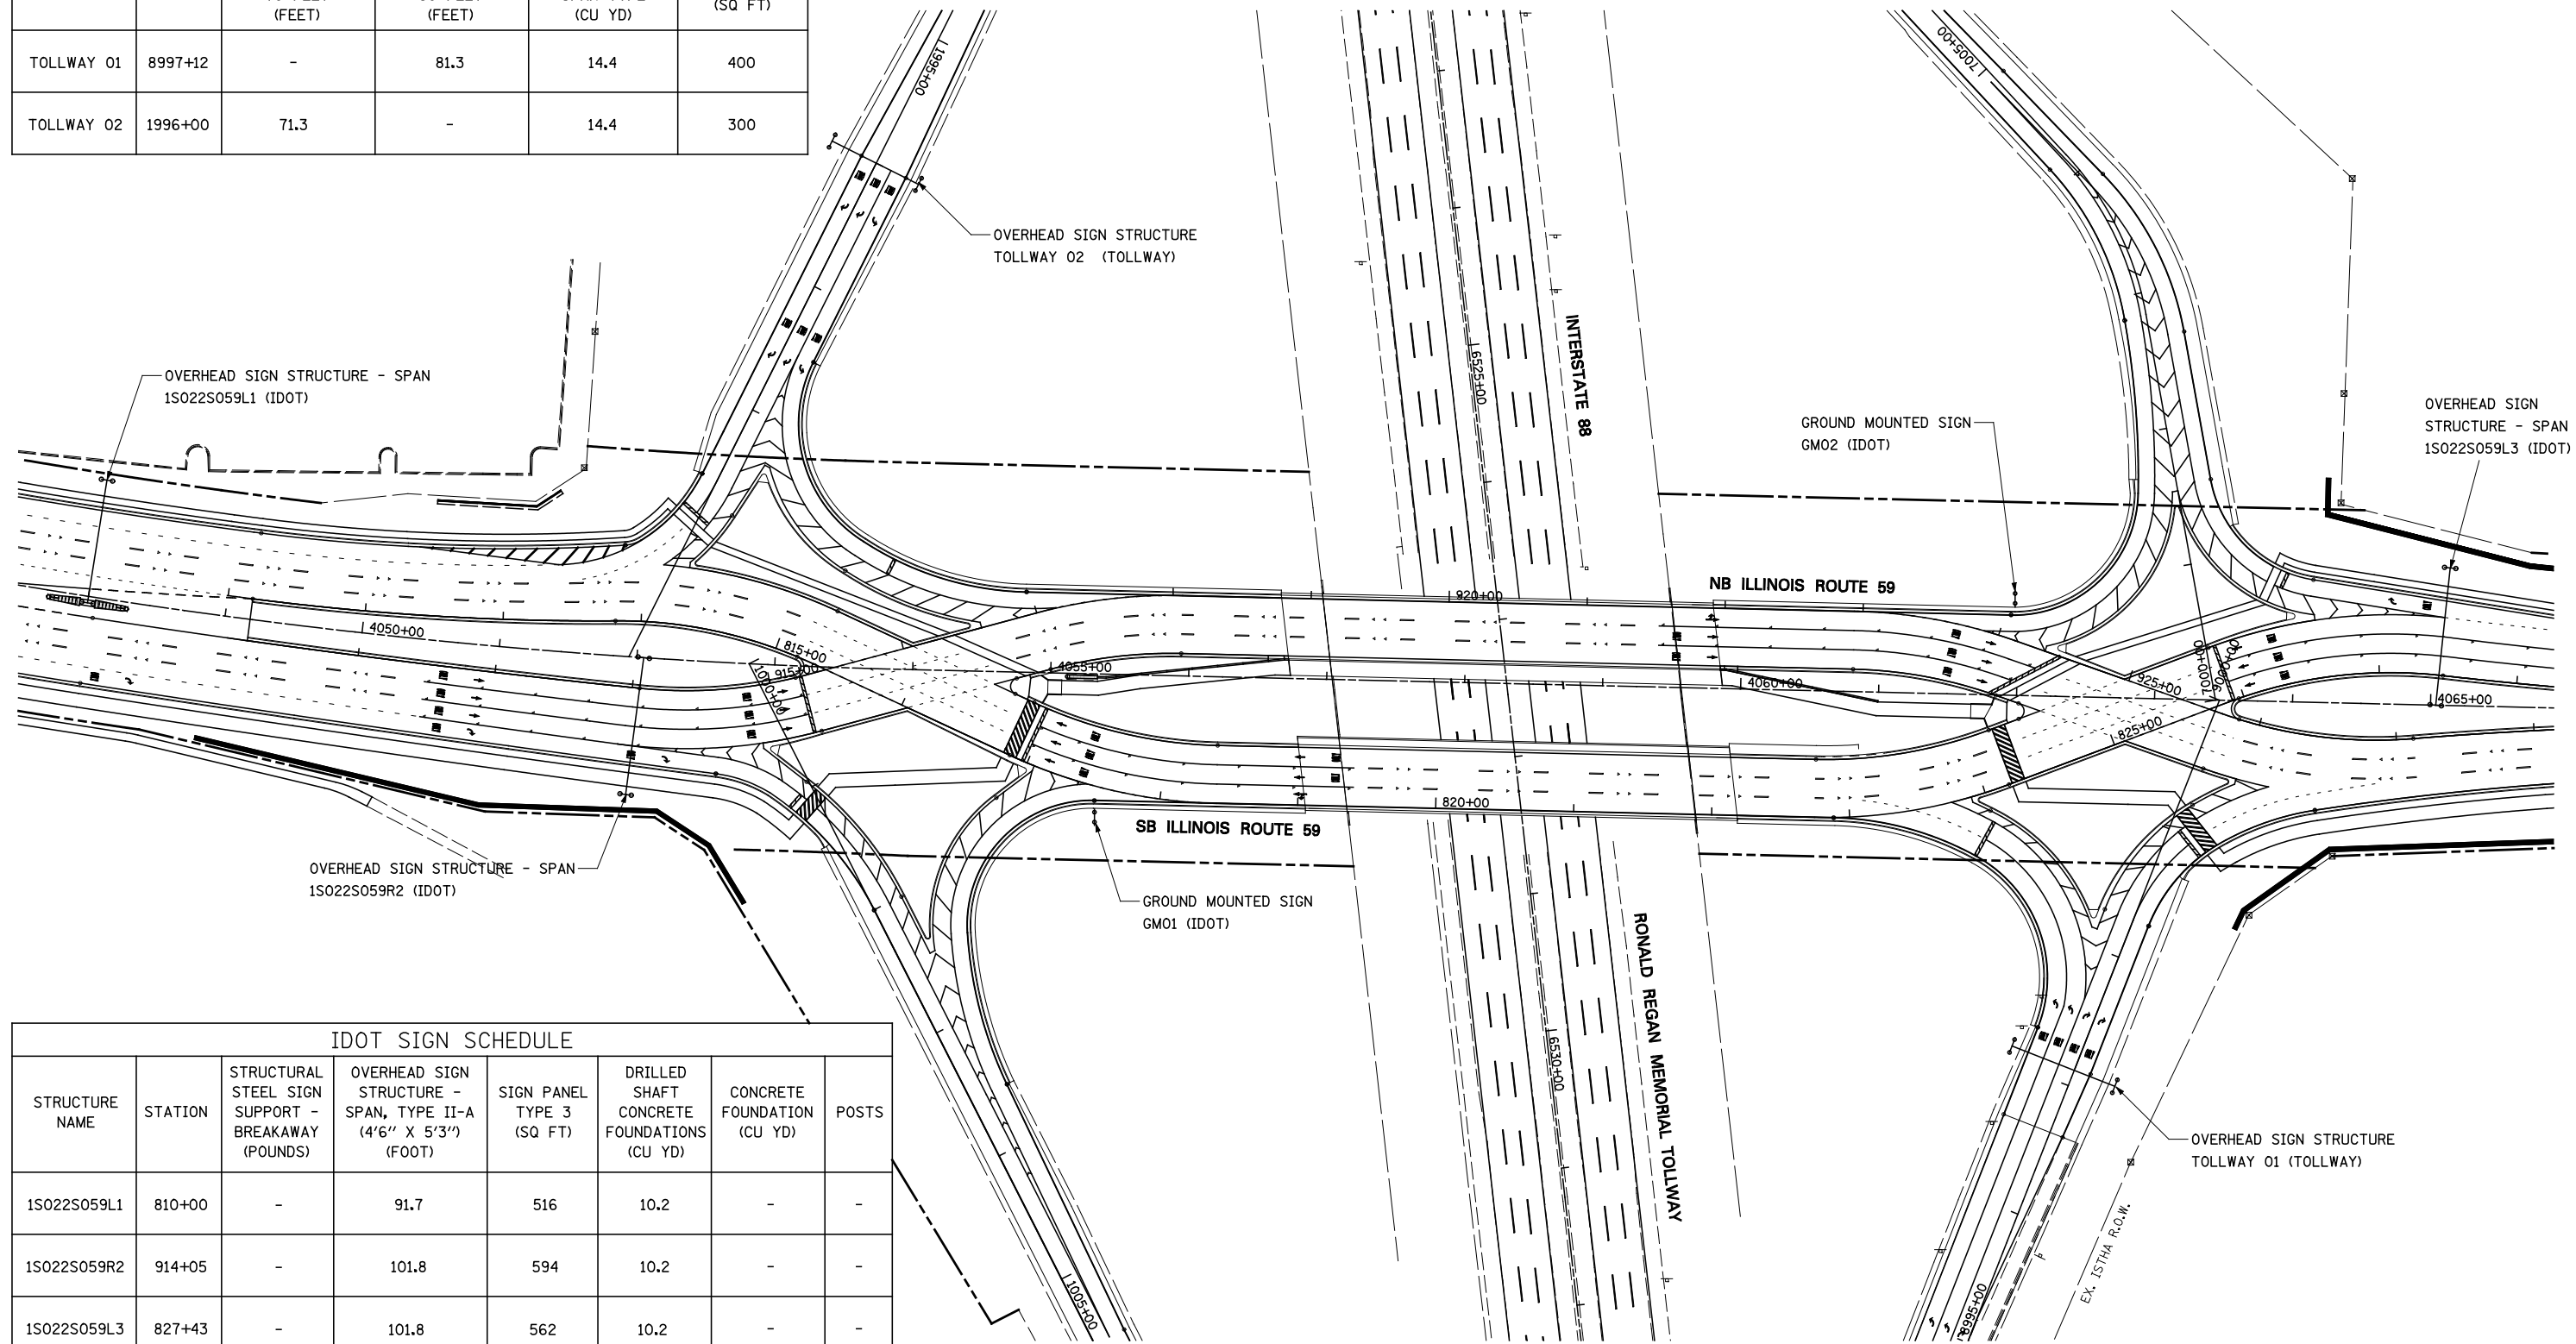 (FEET) (FEET) (CU YD) (SQ FT)
TOLLWAY 01 8997+12 - 81.3 14.4 400
TOLLWAY 02 1996+00 71.3 - 14.4 300
1995+00
7005+00
OVERHEAD SIGN STRUCTURE
TOLLWAY 02 (TOLLWAY)
OVERHEAD SIGN STRUCTURE - SPAN
1S022S059L1 (IDOT)
6525+00
INTERSTATE 88
GROUND MOUNTED SIGN
GM02 (IDOT)
OVERHEAD SIGN
STRUCTURE - SPAN
1S022S059L3 (IDOT)
NB ILLINOIS ROUTE 59
920+00
4050+00
815+00
915+00
1000+00
4055+00
4060+00
925+00
7000+00
4065+00
825+00
820+00
SB ILLINOIS ROUTE 59
OVERHEAD SIGN STRUCTURE - SPAN
1S022S059R2 (IDOT)
GROUND MOUNTED SIGN
GM01 (IDOT)
RONALD REGAN MEMORIAL TOLLWAY
6530+00
OVERHEAD SIGN STRUCTURE
TOLLWAY 01 (TOLLWAY)
EX. ISTHA R.O.W.
8995+00
1005+00
IDOT SIGN SCHEDULE
STRUCTURE NAME
STATION
STRUCTURAL
STEEL SIGN
SUPPORT -
BREAKAWAY
(POUNDS)
OVERHEAD SIGN
STRUCTURE -
SPAN, TYPE II-A
(4'6" X 5'3")
(FOOT)
SIGN PANEL
TYPE 3
(SQ FT)
DRILLED
SHAFT
CONCRETE
FOUNDATIONS
(CU YD)
CONCRETE
FOUNDATION
(CU YD)
POSTS
1S022S059L1 810+00 - 91.7 516 10.2 - -
1S022S059R2 914+05 - 101.8 594 10.2 - -
1S022S059L3 827+43 - 101.8 562 10.2 - -